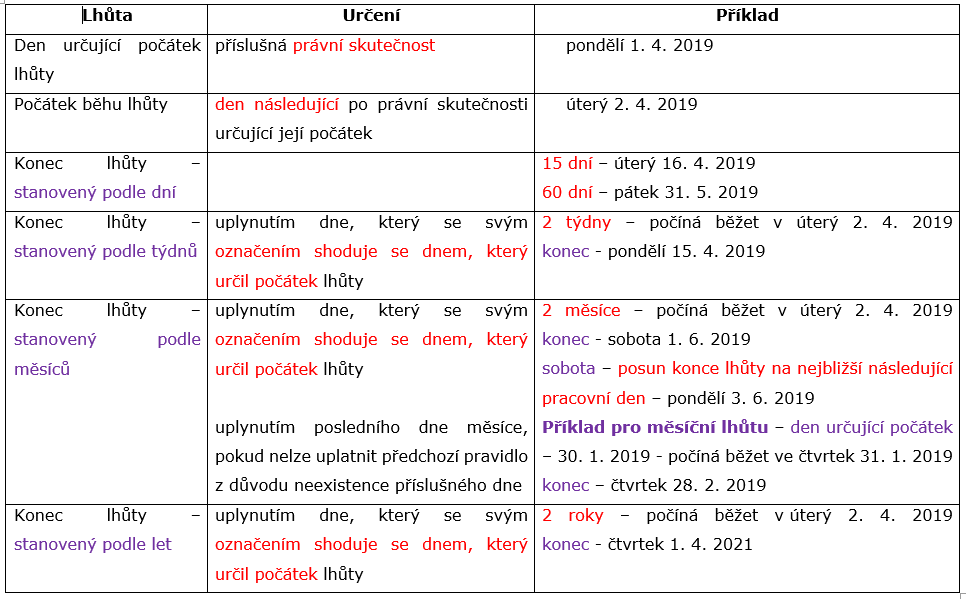 Lhůta
Určení
Příklad
Den určující počátek
lhůty
příslušná právní skutečnost
pondělí 1. 4. 2019
Počátek běhu lhůty
den následující po právní skutečnosti
určující její počátek
úterý 2. 4. 2019
Konec lhůty –
stanovený podle dní
15 dní – úterý 16. 4. 2019
60 dní – pátek 31. 5. 2019
Konec lhůty –
stanovený podle týdnů
uplynutím dne, který se svým
označením shoduje se dnem, který
určil počátek lhůty
2 týdny – počíná běžet v úterý 2. 4. 2019
konec - pondělí 15. 4. 2019
Konec lhůty –
stanovený podle
měsíců
uplynutím dne, který se svým
označením shoduje se dnem, který
určil počátek lhůty
uplynutím posledního dne měsíce,
pokud nelze uplatnit předchozí pravidlo
z důvodu neexistence příslušného dne
2 měsíce – počíná běžet v úterý 2. 4. 2019
konec - sobota 1. 6. 2019
sobota – posun konce lhůty na nejbližší následující
pracovní den – pondělí 3. 6. 2019
Příklad pro měsíční lhůtu – den určující počátek
– 30. 1. 2019 - počíná běžet ve čtvrtek 31. 1. 2019
konec – čtvrtek 28. 2. 2019
Konec lhůty –
stanovený podle let
uplynutím dne, který se svým
označením shoduje se dnem, který
určil počátek lhůty
2 roky – počíná běžet v úterý 2. 4. 2019
konec - čtvrtek 1. 4. 2021